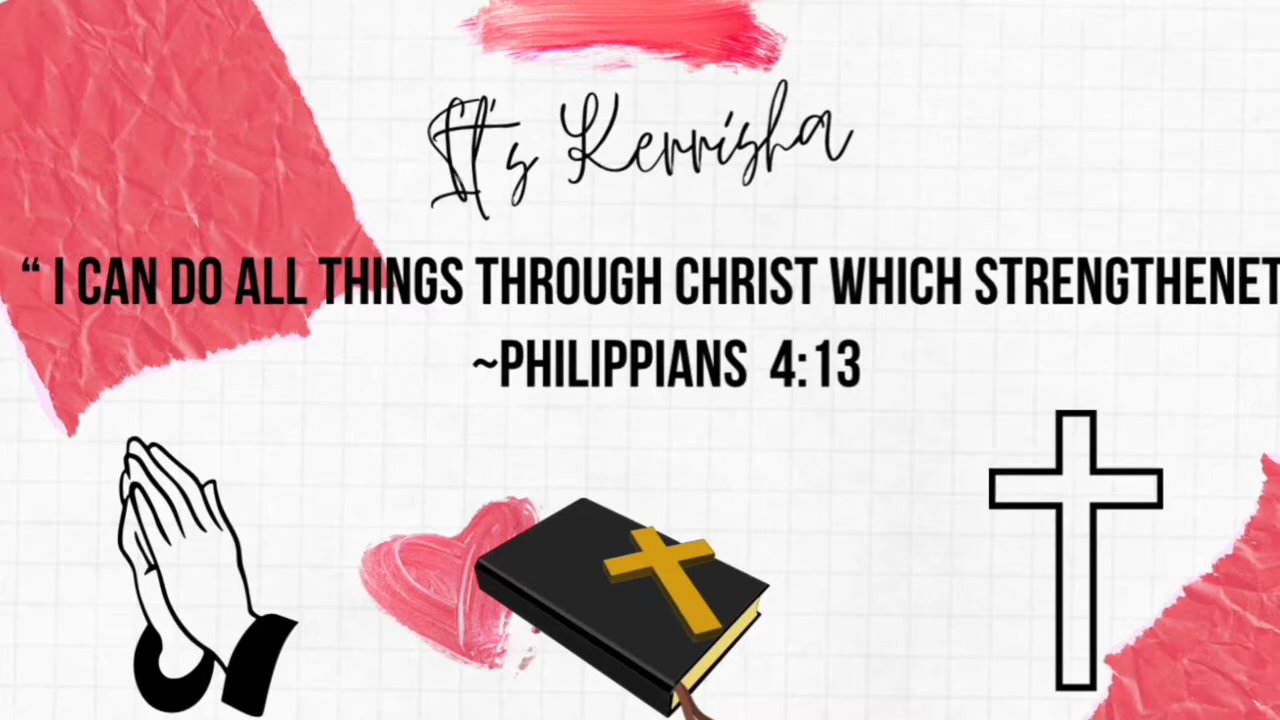 It's Kerrisha
“ I CAN DO ALL THINGS THROUGH CHRIST WHICH STRENGTHENET
~PHILIPPIANS 4:13